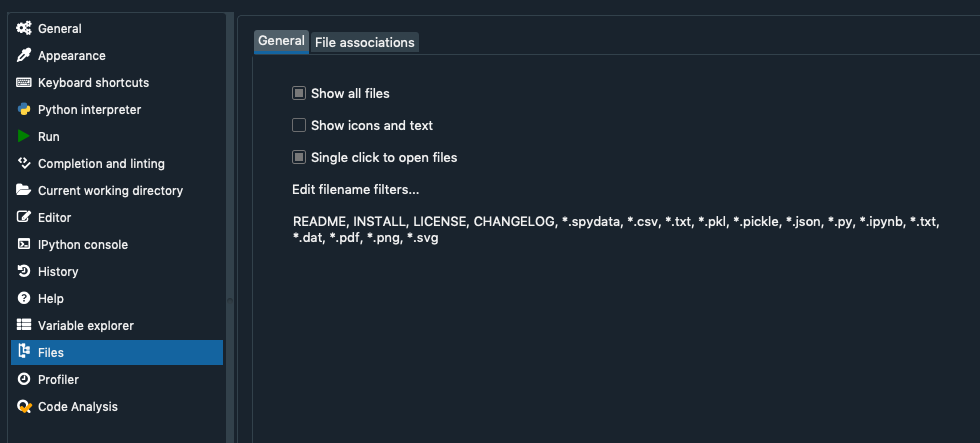 General
Appearance
Keyboard shortcuts
Python interpreter
Run
Completion and linting
Current working directory
Editor
IPython console
History
Help
Variable explorer
Files
Profiler
Code Analysis
General
File associations
Show all files
Show icons and text
Single click to open files
Edit filename filters...
README, INSTALL, LICENSE, CHANGELOG, *.spydata, *.csv, *.txt, *.pkl, *.pickle, *.json, *.py, *.ipynb, *.txt,
*.dat, *.pdf, *.png, *.svg